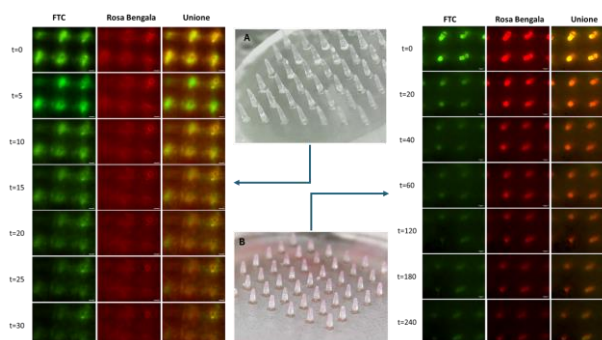 FTC Rosa Bengala Unione
t=0
t=5
t=10
t=15
t=20
t=25
t=30
A
B
FTC Rosa Bengala Unione
t=0
t=20
t=40
t=60
t=120
t=180
t=240